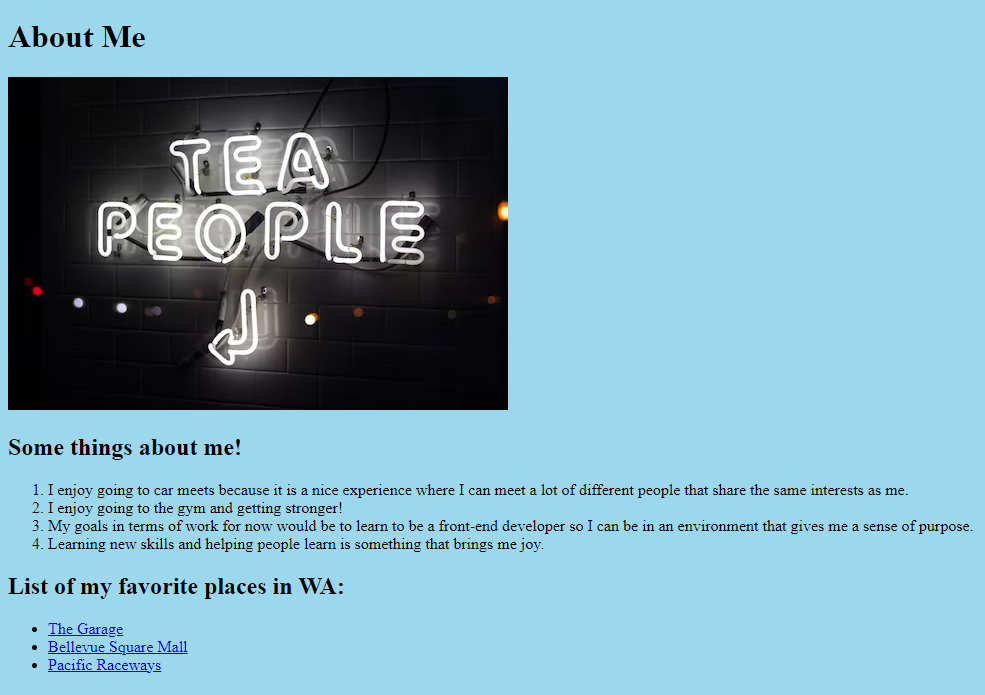 About Me
TEA
PEOPLE
Some things about me!
1. I enjoy going to car meets because it is a nice experience where I can meet a lot of different people that share the same interests as me.
2. I enjoy going to the gym and getting stronger!
3. My goals in terms of work for now would be to learn to be a front-end developer so I can be in an environment that gives me a sense of purpose.
4. Learning new skills and helping people learn is something that brings me joy.
List of my favorite places in WA:
• The Garage
• Bellevue Square Mall
• Pacific Raceways